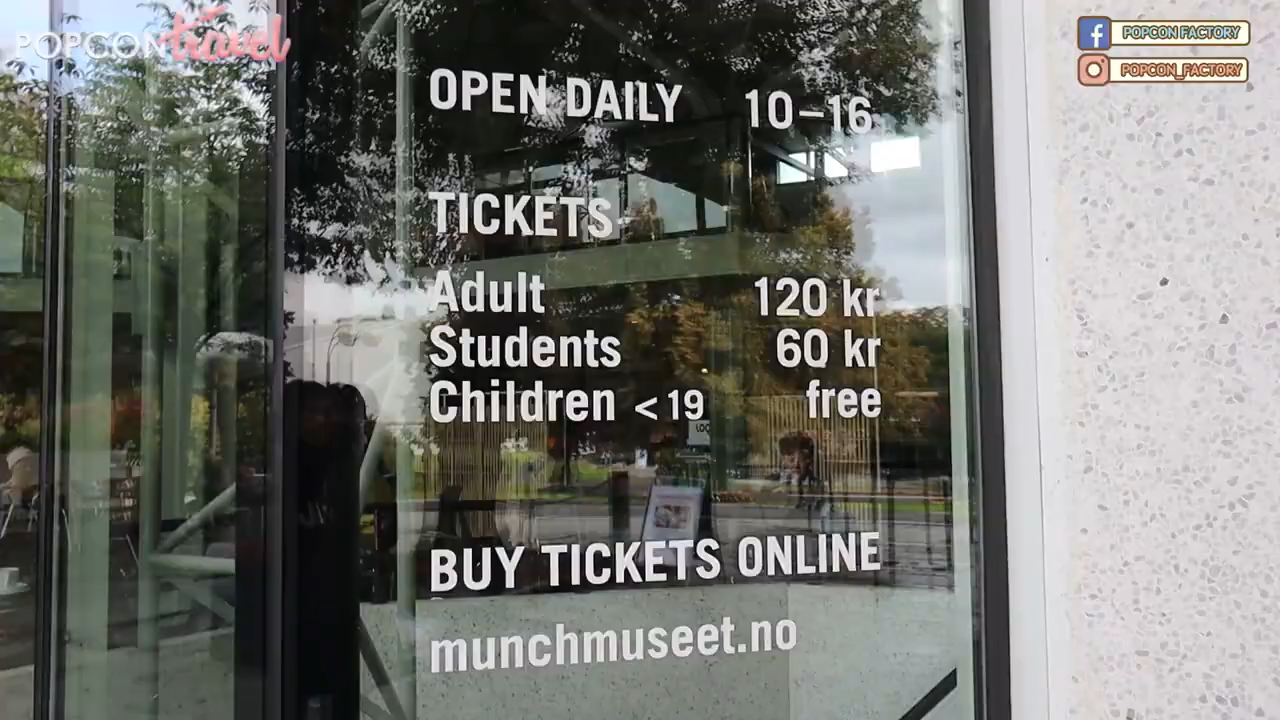 POPCON travel
POPCON FACTORY
POPCON_FACTORY
OPEN DAILY 10–16
TICKETS
Adult 120 kr
Students 60 kr
Children < 19 free
BUY TICKETS ONLINE
munchmuseet.no